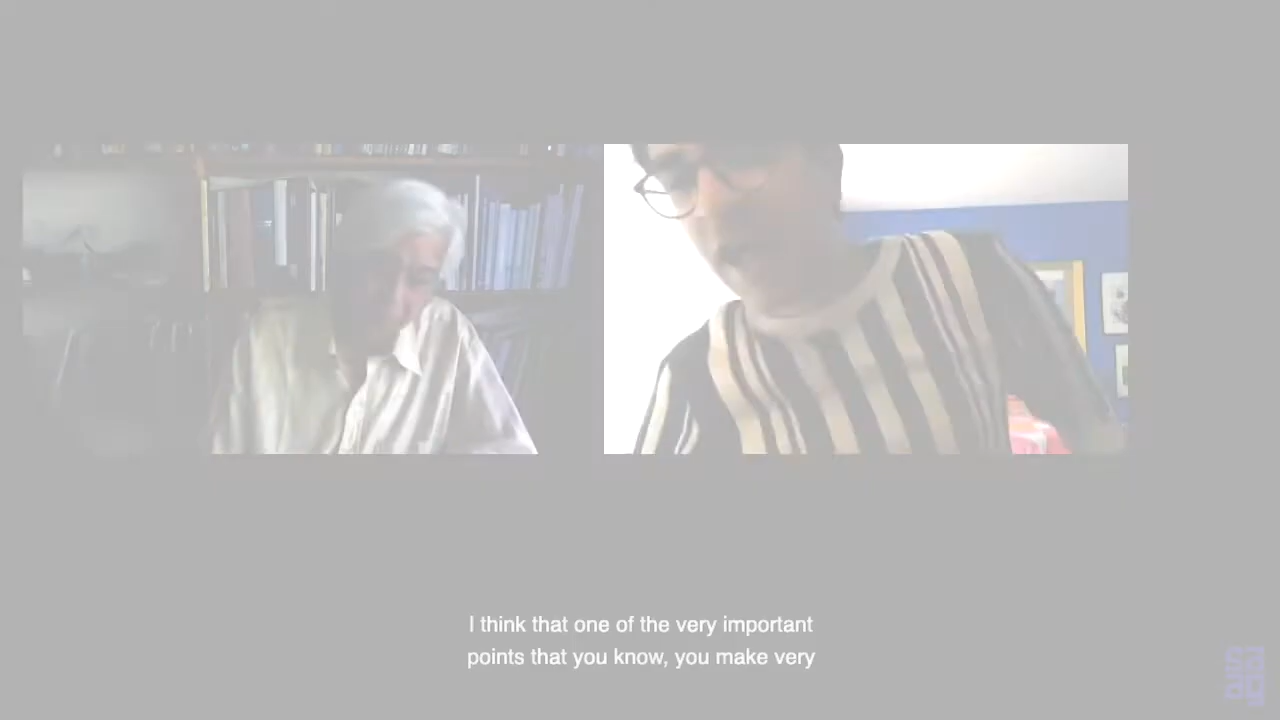 I think that one of the very important
points that you know, you make very